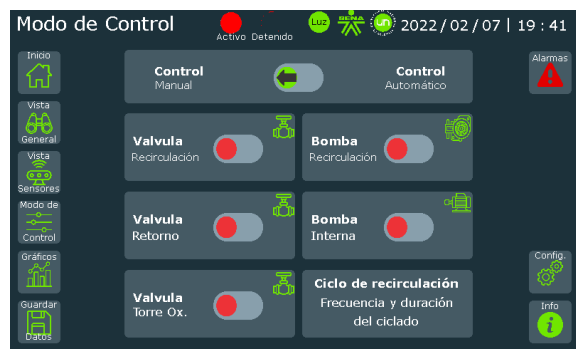 Modo de Control
Activo Detenido
Luz
SENA
un
2022/02/07| 19:41
Inicio
Control
Manual
Control
Automático
Alarmas
Vista
General
Valvula
Recirculación
Bomba
Recirculación
Vista
Sensores
Modo de
Control
Valvula
Retorno
Bomba
Interna
Gráficos
Config.
Valvula
Torre Ox.
Ciclo de recirculación
Frecuencia y duración
del ciclado
Guardar
Datos
Info
i